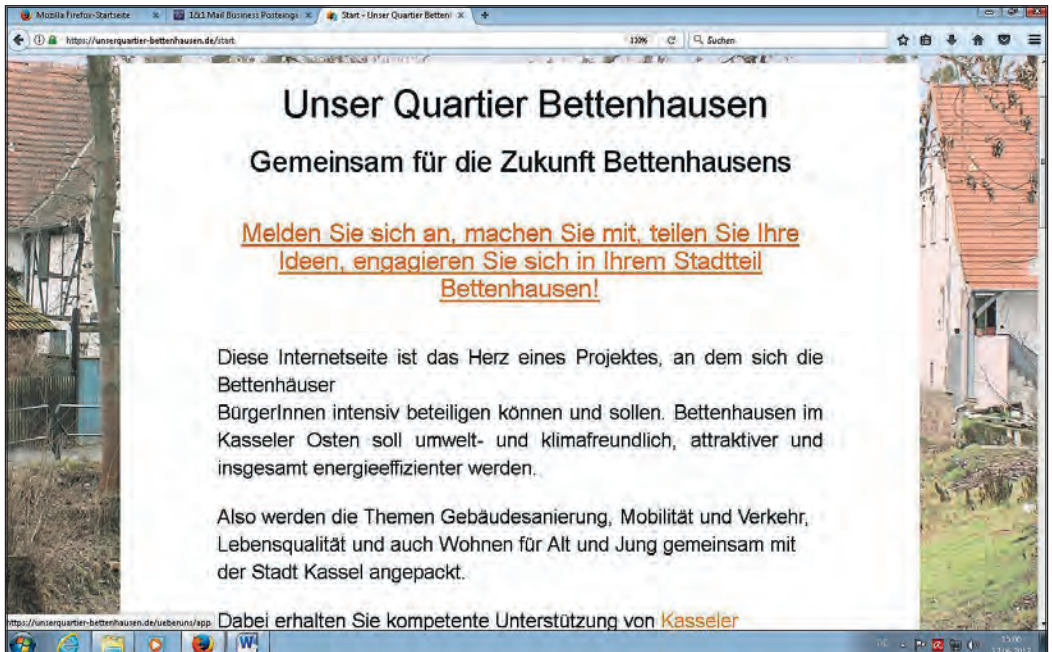 Mozilla Firefox-Startseite
1&1 Mail Business Posteinga
Start - Unser Quartier Bettenh
https://unserquartier-bettenhausen.de/start
Suchen
Unser Quartier Bettenhausen
Gemeinsam für die Zukunft Bettenhausens
Melden Sie sich an, machen Sie mit, teilen Sie Ihre
Ideen, engagieren Sie sich in Ihrem Stadtteil
Bettenhausen!
Diese Internetseite ist das Herz eines Projektes, an dem sich die
Bettenhäuser
BürgerInnen intensiv beteiligen können und sollen. Bettenhausen im
Kasseler Osten soll umwelt- und klimafreundlich, attraktiver und
insgesamt energieeffizienter werden.
Also werden die Themen Gebäudesanierung, Mobilität und Verkehr,
Lebensqualität und auch Wohnen für Alt und Jung gemeinsam mit
der Stadt Kassel angepackt.
Dabei erhalten Sie kompetente Unterstützung von Kasseler
https://unserquartier-bettenhausen.de/ueberuns/app
DE
15:00